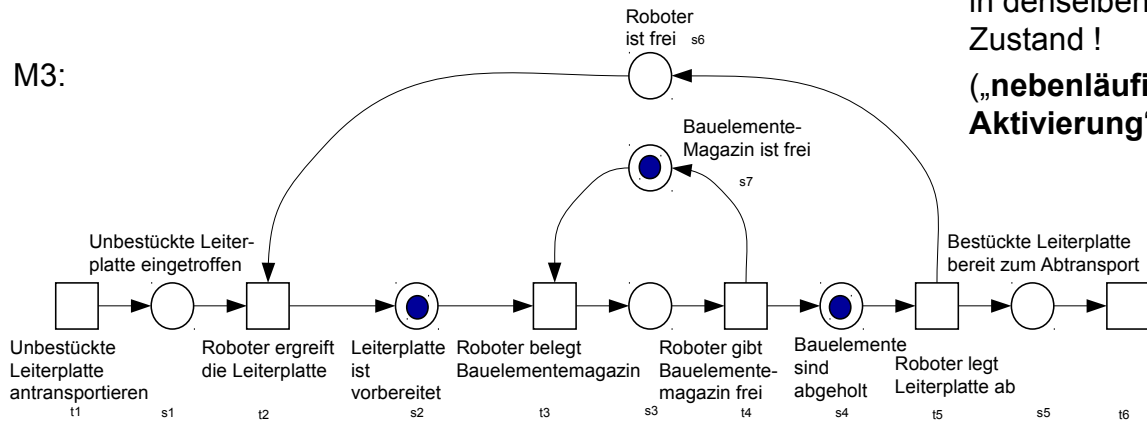 in denselben
Zustand !
(„nebenläufi
Aktivierung“
M3:
Roboter
ist frei s6
Bauelemente-
Magazin ist frei
s7
Unbestückte Leiter-
platte eingetroffen
Bestückte Leiterplatte
bereit zum Abtransport
Unbestückte
Leiterplatte
antransportieren
t1
s1
Roboter ergreift
die Leiterplatte
t2
Leiterplatte
ist
vorbereitet
s2
Roboter belegt
Bauelementemagazin
t3
s3
Roboter gibt
Bauelemente-
magazin frei
t4
Bauelemente
sind
abgeholt
s4
Roboter legt
Leiterplatte ab
t5
s5
t6